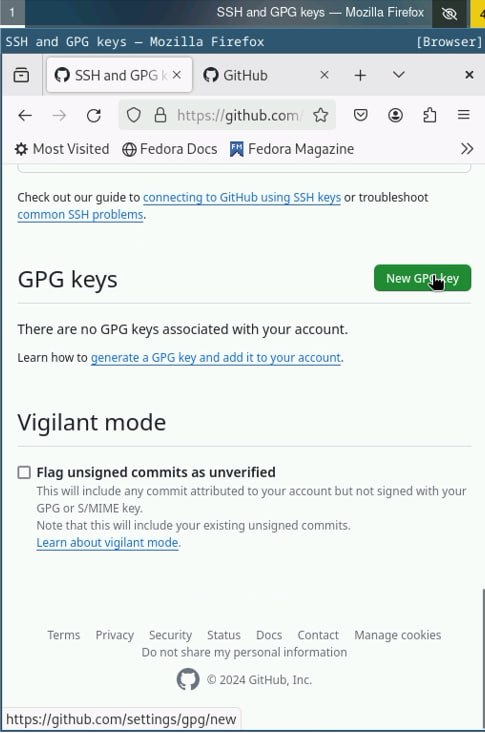 1
SSH and GPG keys — Mozilla Firefox
4
SSH and GPG keys — Mozilla Firefox [Browser]
SSH and GPG k
GitHub
https://github.com/
Most Visited Fedora Docs Fedora Magazine
Check out our guide to connecting to GitHub using SSH keys or troubleshoot
common SSH problems.
GPG keys
New GPG key
There are no GPG keys associated with your account.
Learn how to generate a GPG key and add it to your account.
Vigilant mode
Flag unsigned commits as unverified
This will include any commit attributed to your account but not signed with your
GPG or S/MIME key.
Note that this will include your existing unsigned commits.
Learn about vigilant mode.
Terms Privacy Security Status Docs Contact Manage cookies
Do not share my personal information
© 2024 GitHub, Inc.
https://github.com/settings/gpg/new